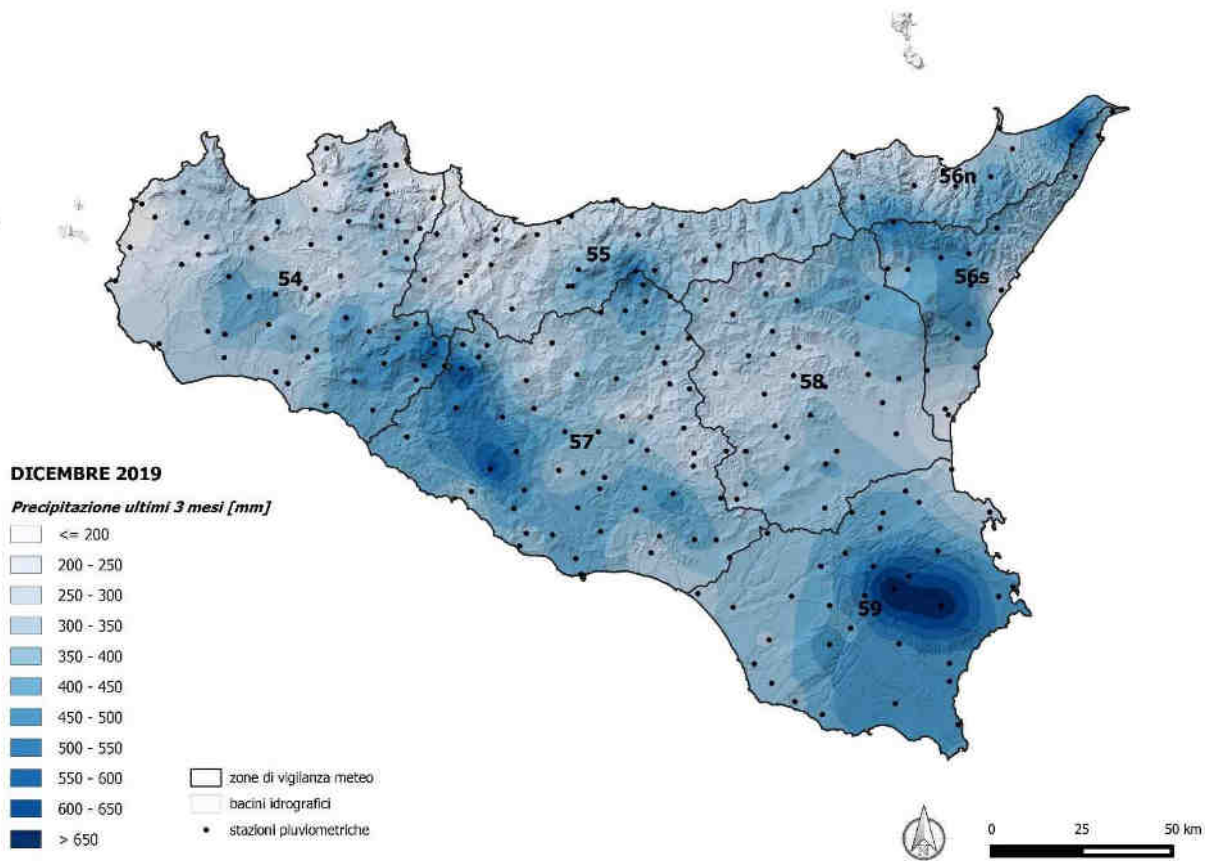 56n
55
56s
54
58
57
59
DICEMBRE 2019
Precipitazione ultimi 3 mesi [mm]
<= 200
200 - 250
250 - 300
300 - 350
350 - 400
400 - 450
450 - 500
500 - 550
550 - 600
600 - 650
> 650
zone di vigilanza meteo
bacini idrografici
stazioni pluviometriche
0 25 50 km